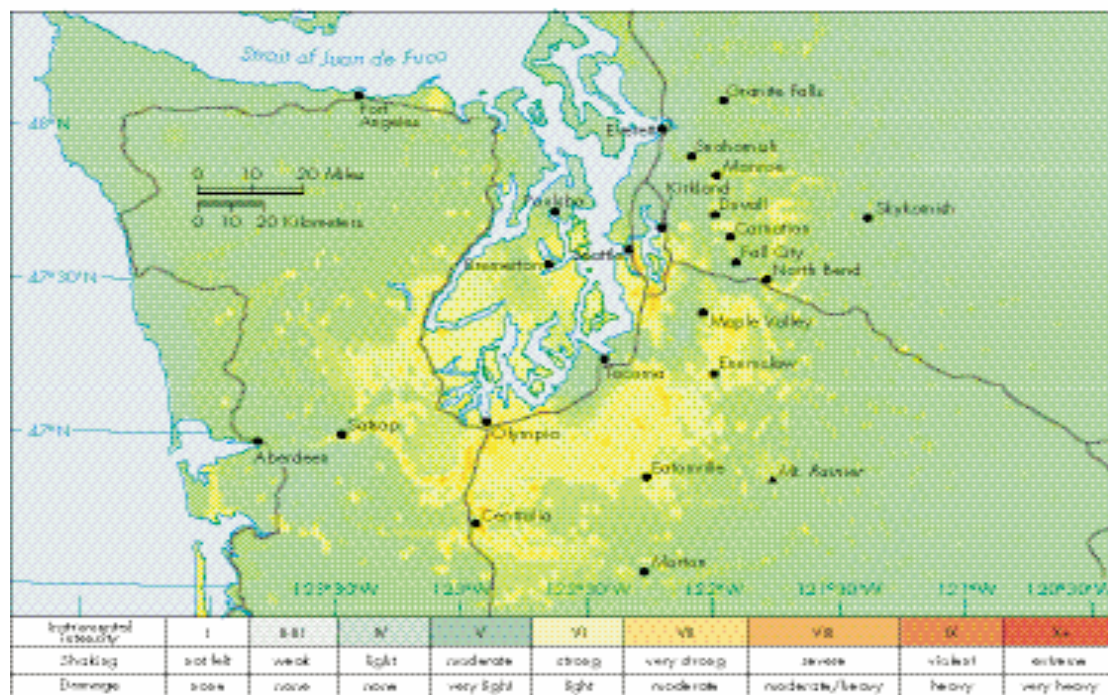 Strait of Juan de Fuca
Granite Falls
Port
Angeles
48°N
Everett
Snohomish
Monroe
0 10 20 Miles
Kirkland
0 10 20 Kilometers
Poulsbo
Duvall
Skykomish
Carnation
Seattle
Fall City
Bremerton
47°30'N
North Bend
Maple Valley
Tacoma
Enumclaw
47°N
Satsop
Olympia
Aberdeen
Eatonville
Mt. Rainier
Centralia
Morton
123°30'W 123°W 122°30'W 122°W 121°30'W 121°W 120°30'W
Instrumental
Intensity I II-III IV V VI VII VIII IX X+
Shaking not felt weak light moderate strong very strong severe violent extreme
Damage none none none very light light moderate moderate/heavy heavy very heavy